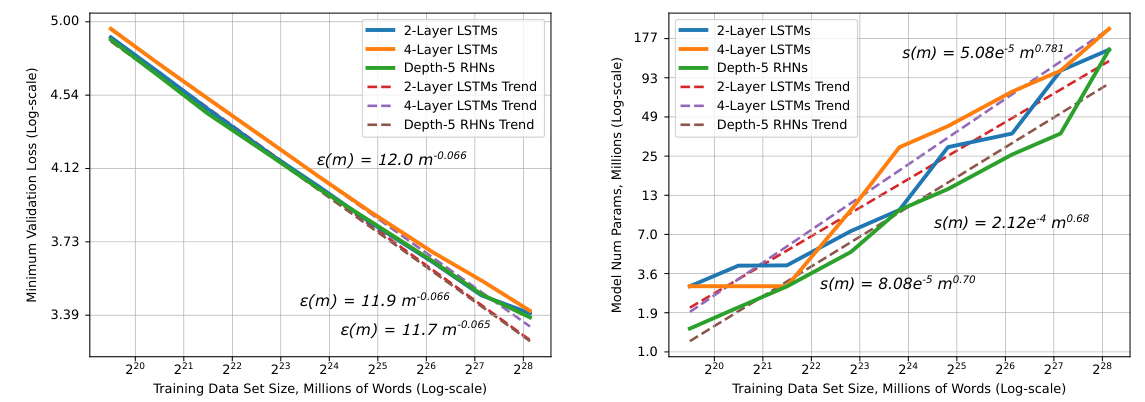 5.00
4.54
4.12
3.73
3.39
Minimum Validation Loss (Log-scale)
2-Layer LSTMs
4-Layer LSTMs
Depth-5 RHNs
2-Layer LSTMs Trend
4-Layer LSTMs Trend
Depth-5 RHNs Trend
ε(m) = 12.0 m^-0.066
ε(m) = 11.9 m^-0.066
ε(m) = 11.7 m^-0.065
2^20 2^21 2^22 2^23 2^24 2^25 2^26 2^27 2^28
Training Data Set Size, Millions of Words (Log-scale)
177
93
49
25
13
7.0
3.6
1.9
1.0
Model Num Params, Millions (Log-scale)
2-Layer LSTMs
4-Layer LSTMs
Depth-5 RHNs
2-Layer LSTMs Trend
4-Layer LSTMs Trend
Depth-5 RHNs Trend
s(m) = 5.08e^-5 m^0.781
s(m) = 2.12e^-4 m^0.68
s(m) = 8.08e^-5 m^0.70
2^20 2^21 2^22 2^23 2^24 2^25 2^26 2^27 2^28
Training Data Set Size, Millions of Words (Log-scale)